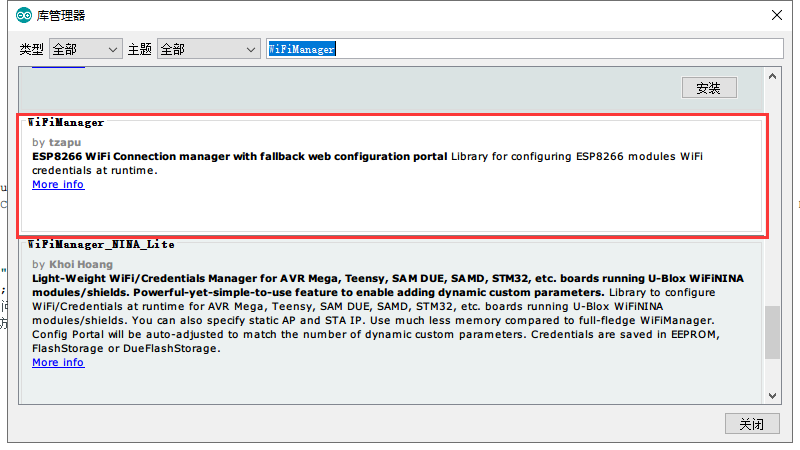 库管理器
类型 全部 主题 全部 WiFiManager
安装
WiFiManager
by tzapu
ESP8266 WiFi Connection manager with fallback web configuration portal Library for configuring ESP8266 modules WiFi
credentials at runtime.
More info
WiFiManager_NINA_Lite
by Khoi Hoang
Light-Weight WiFi/Credentials Manager for AVR Mega, Teensy, SAM DUE, SAMD, STM32, etc. boards running U-Blox WiFiNINA
modules/shields. Powerful-yet-simple-to-use feature to enable adding dynamic custom parameters. Library to configure
WiFi/Credentials at runtime for AVR Mega, Teensy, SAM DUE, SAMD, STM32, etc. boards running U-Blox WiFiNINA
modules/shields. You can also specify static AP and STA IP. Use much less memory compared to full-fledge WiFiManager.
Config Portal will be auto-adjusted to match the number of dynamic custom parameters. Credentials are saved in EEPROM,
FlashStorage or DueFlashStorage.
More info
关闭